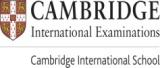 CAMBRIDGE
International Examinations
Cambridge International School